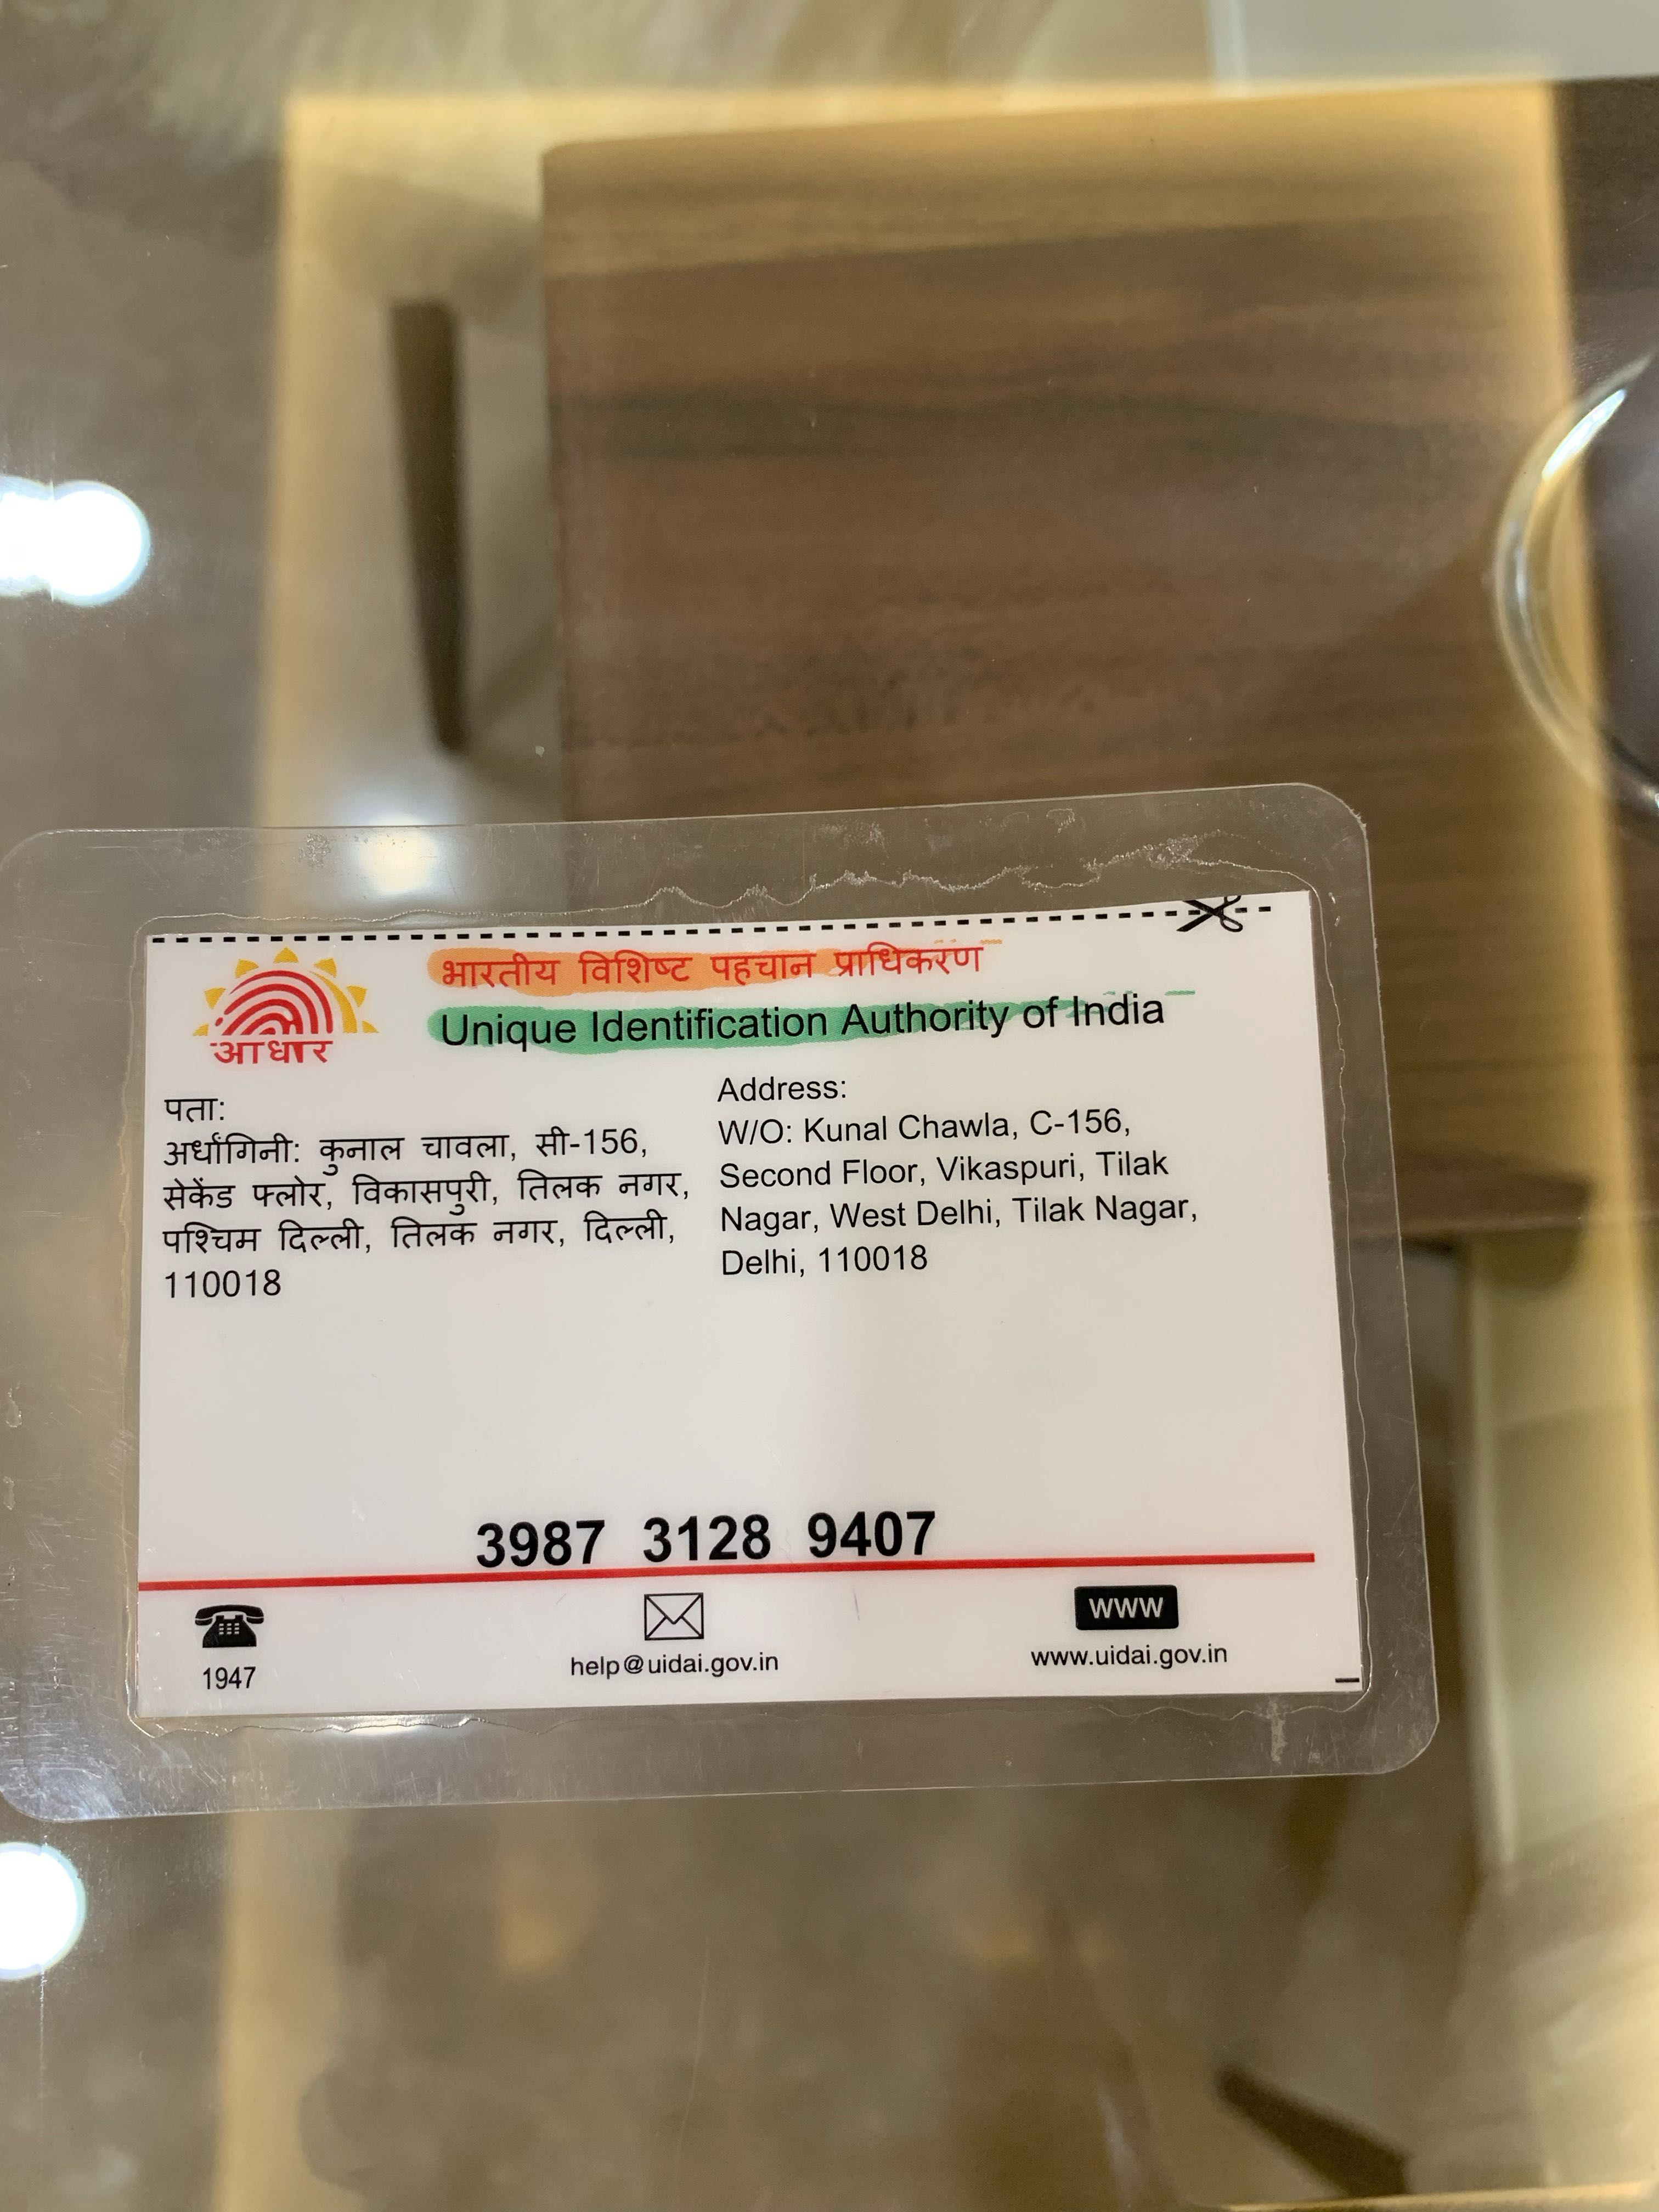 भारतीय विशिष्ट पहचान प्राधिकरण
Unique Identification Authority of India
आधार
पता:
अर्धांगिनी: कुनाल चावला, सी-156,
सेकेंड फ्लोर, विकासपुरी, तिलक नगर,
पश्चिम दिल्ली, तिलक नगर, दिल्ली,
110018
Address:
W/O: Kunal Chawla, C-156,
Second Floor, Vikaspuri, Tilak
Nagar, West Delhi, Tilak Nagar,
Delhi, 110018
3987 3128 9407
1947
help@uidai.gov.in
www
www.uidai.gov.in